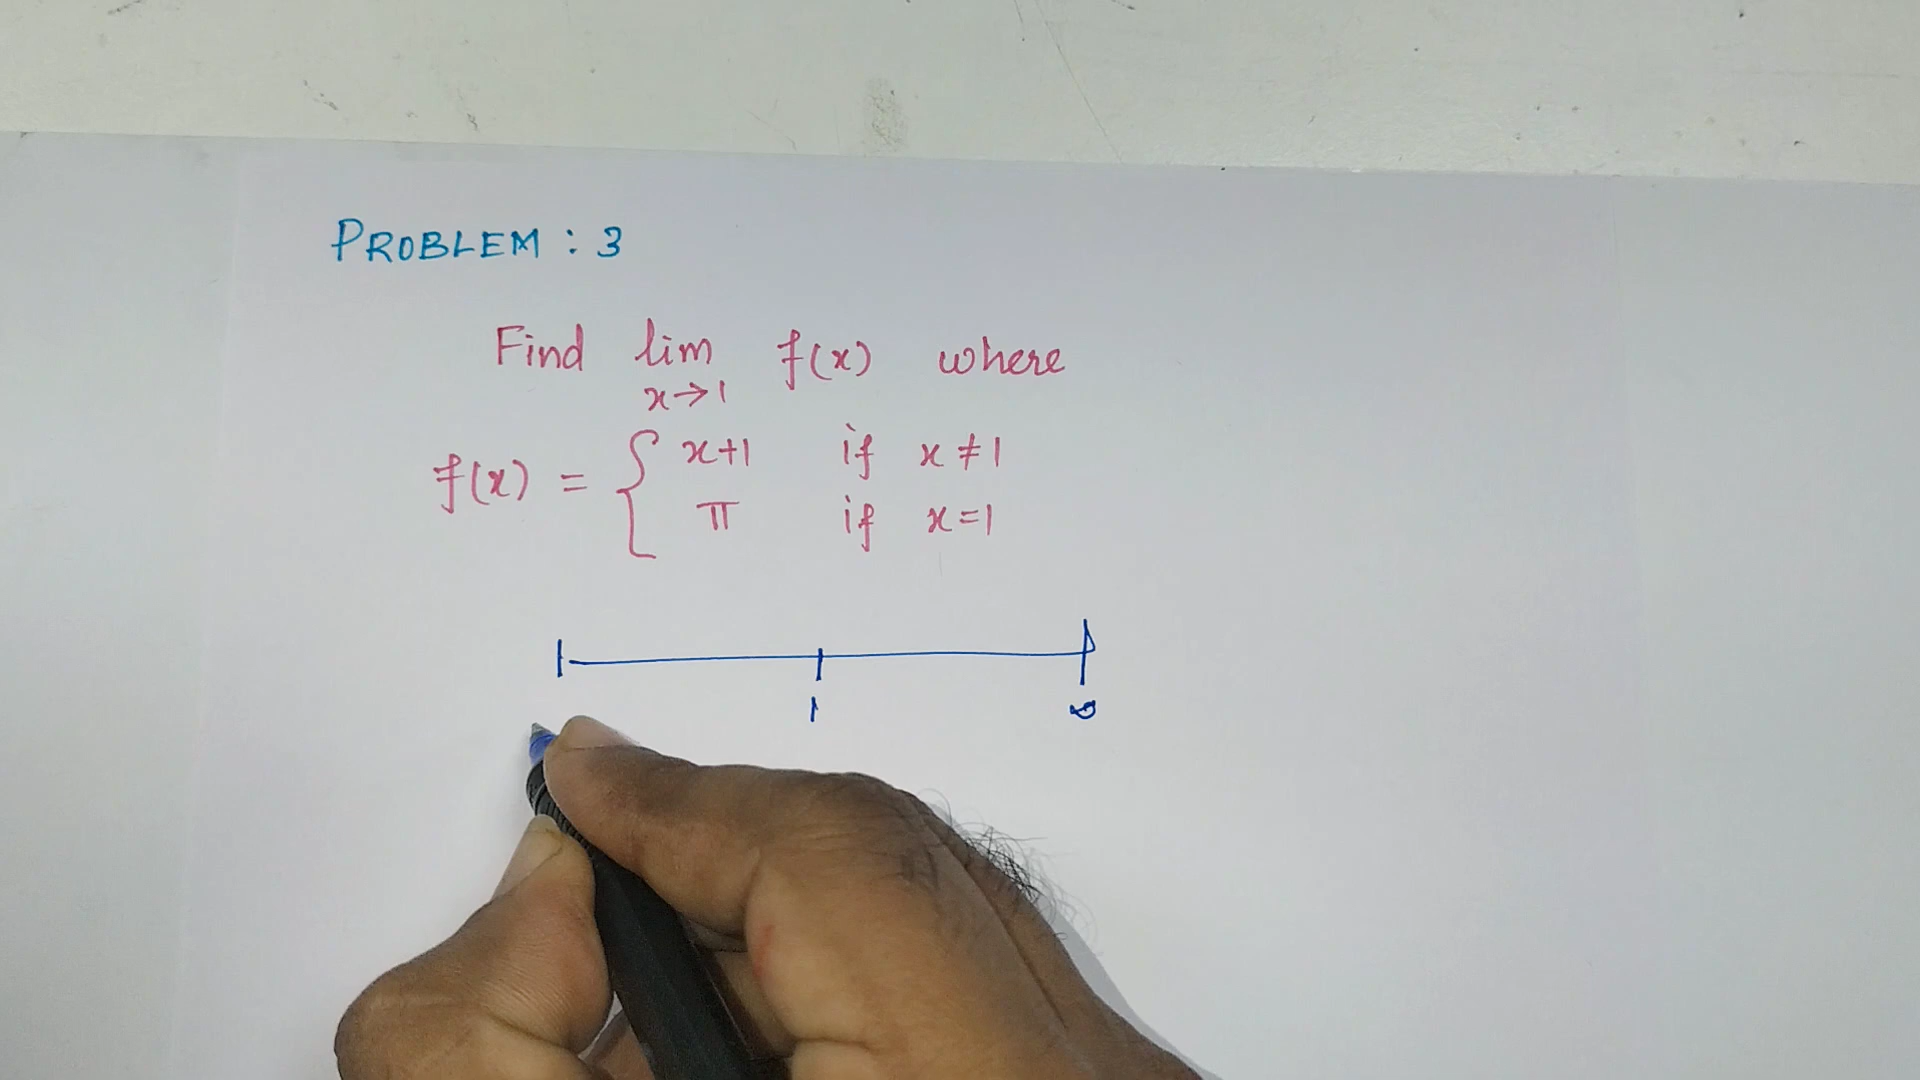 PROBLEM : 3
Find lim f(x) where
x→1
f(x) = { x+1 if x ≠ 1
π if x=1
1 ∞